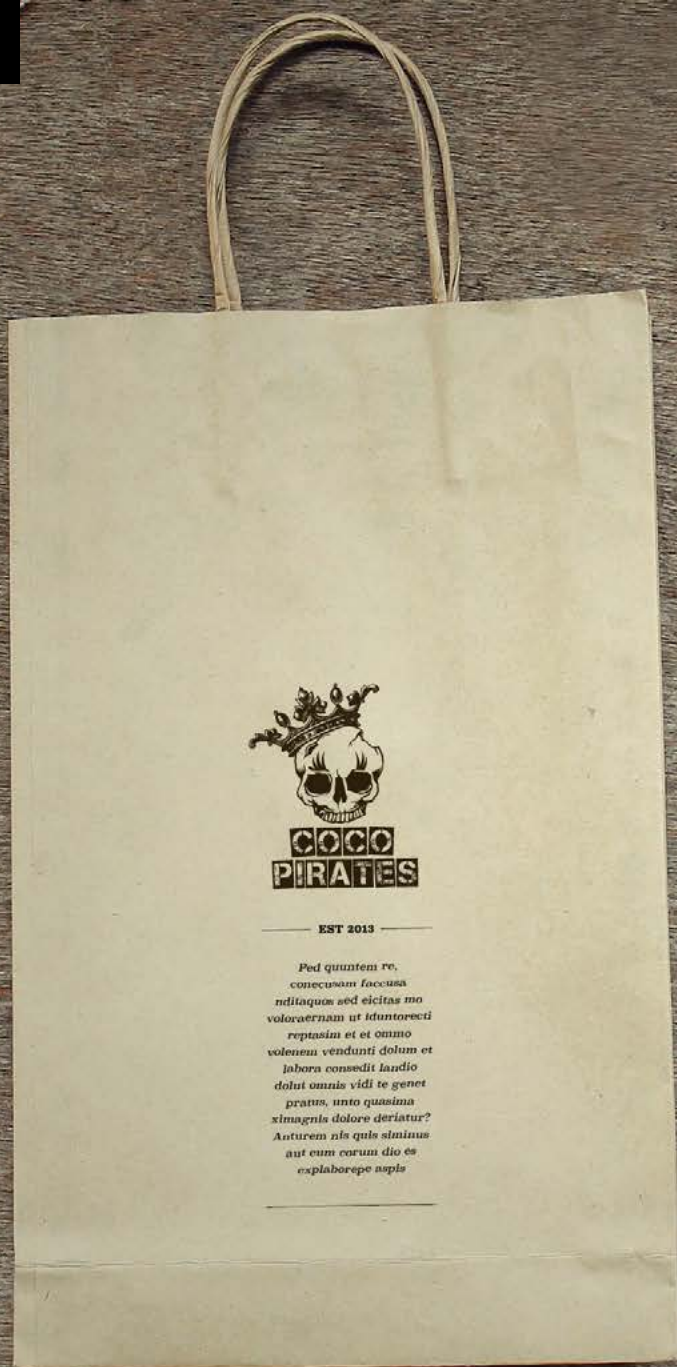 COCO
PIRATES
EST 2013
Ped quuntem re,
conecusam faccusa
nditaquos sed eicitas mo
voloraernam ut iduntorecti
reptasim et et ommo
volenem vendunti dolum et
labora consedit landio
dolut omnis vidi te genet
pratus, unto quasima
ximagnis dolore deriatur?
Anturem nis quis siminus
aut eum corum dio es
explaborepe aspis